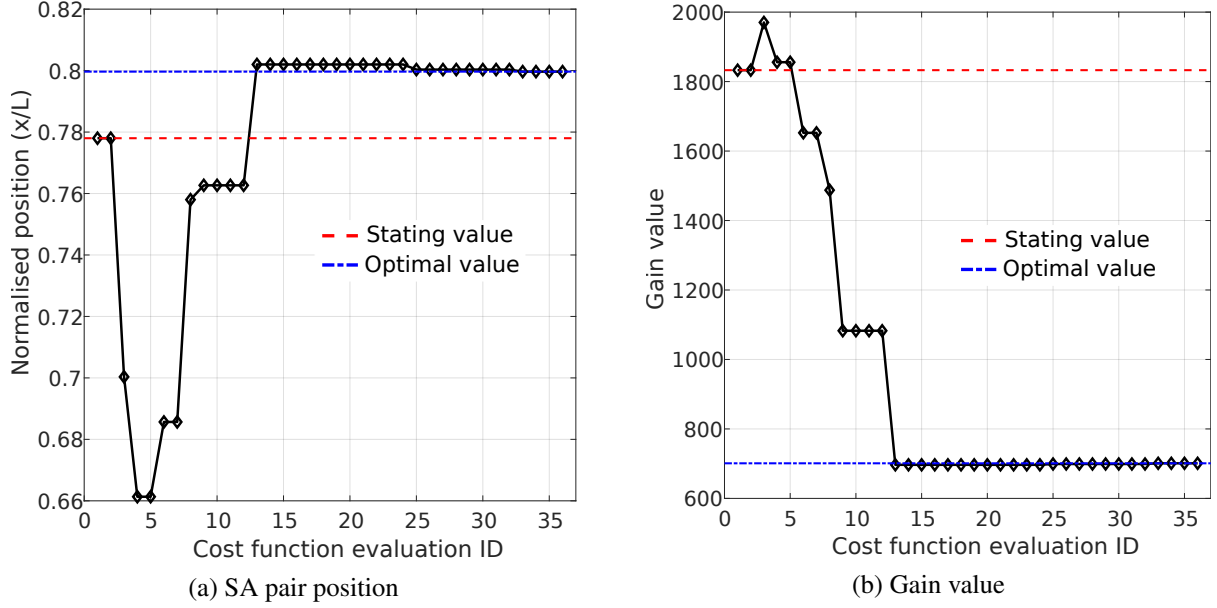 0.82
0.8
0.78
0.76
0.74
0.72
0.7
0.68
0.66
Normalised position (x/L)
Stating value
Optimal value
0 5 10 15 20 25 30 35
Cost function evaluation ID
(a) SA pair position
2000
1800
1600
1400
1200
1000
800
600
Gain value
Stating value
Optimal value
0 5 10 15 20 25 30 35
Cost function evaluation ID
(b) Gain value